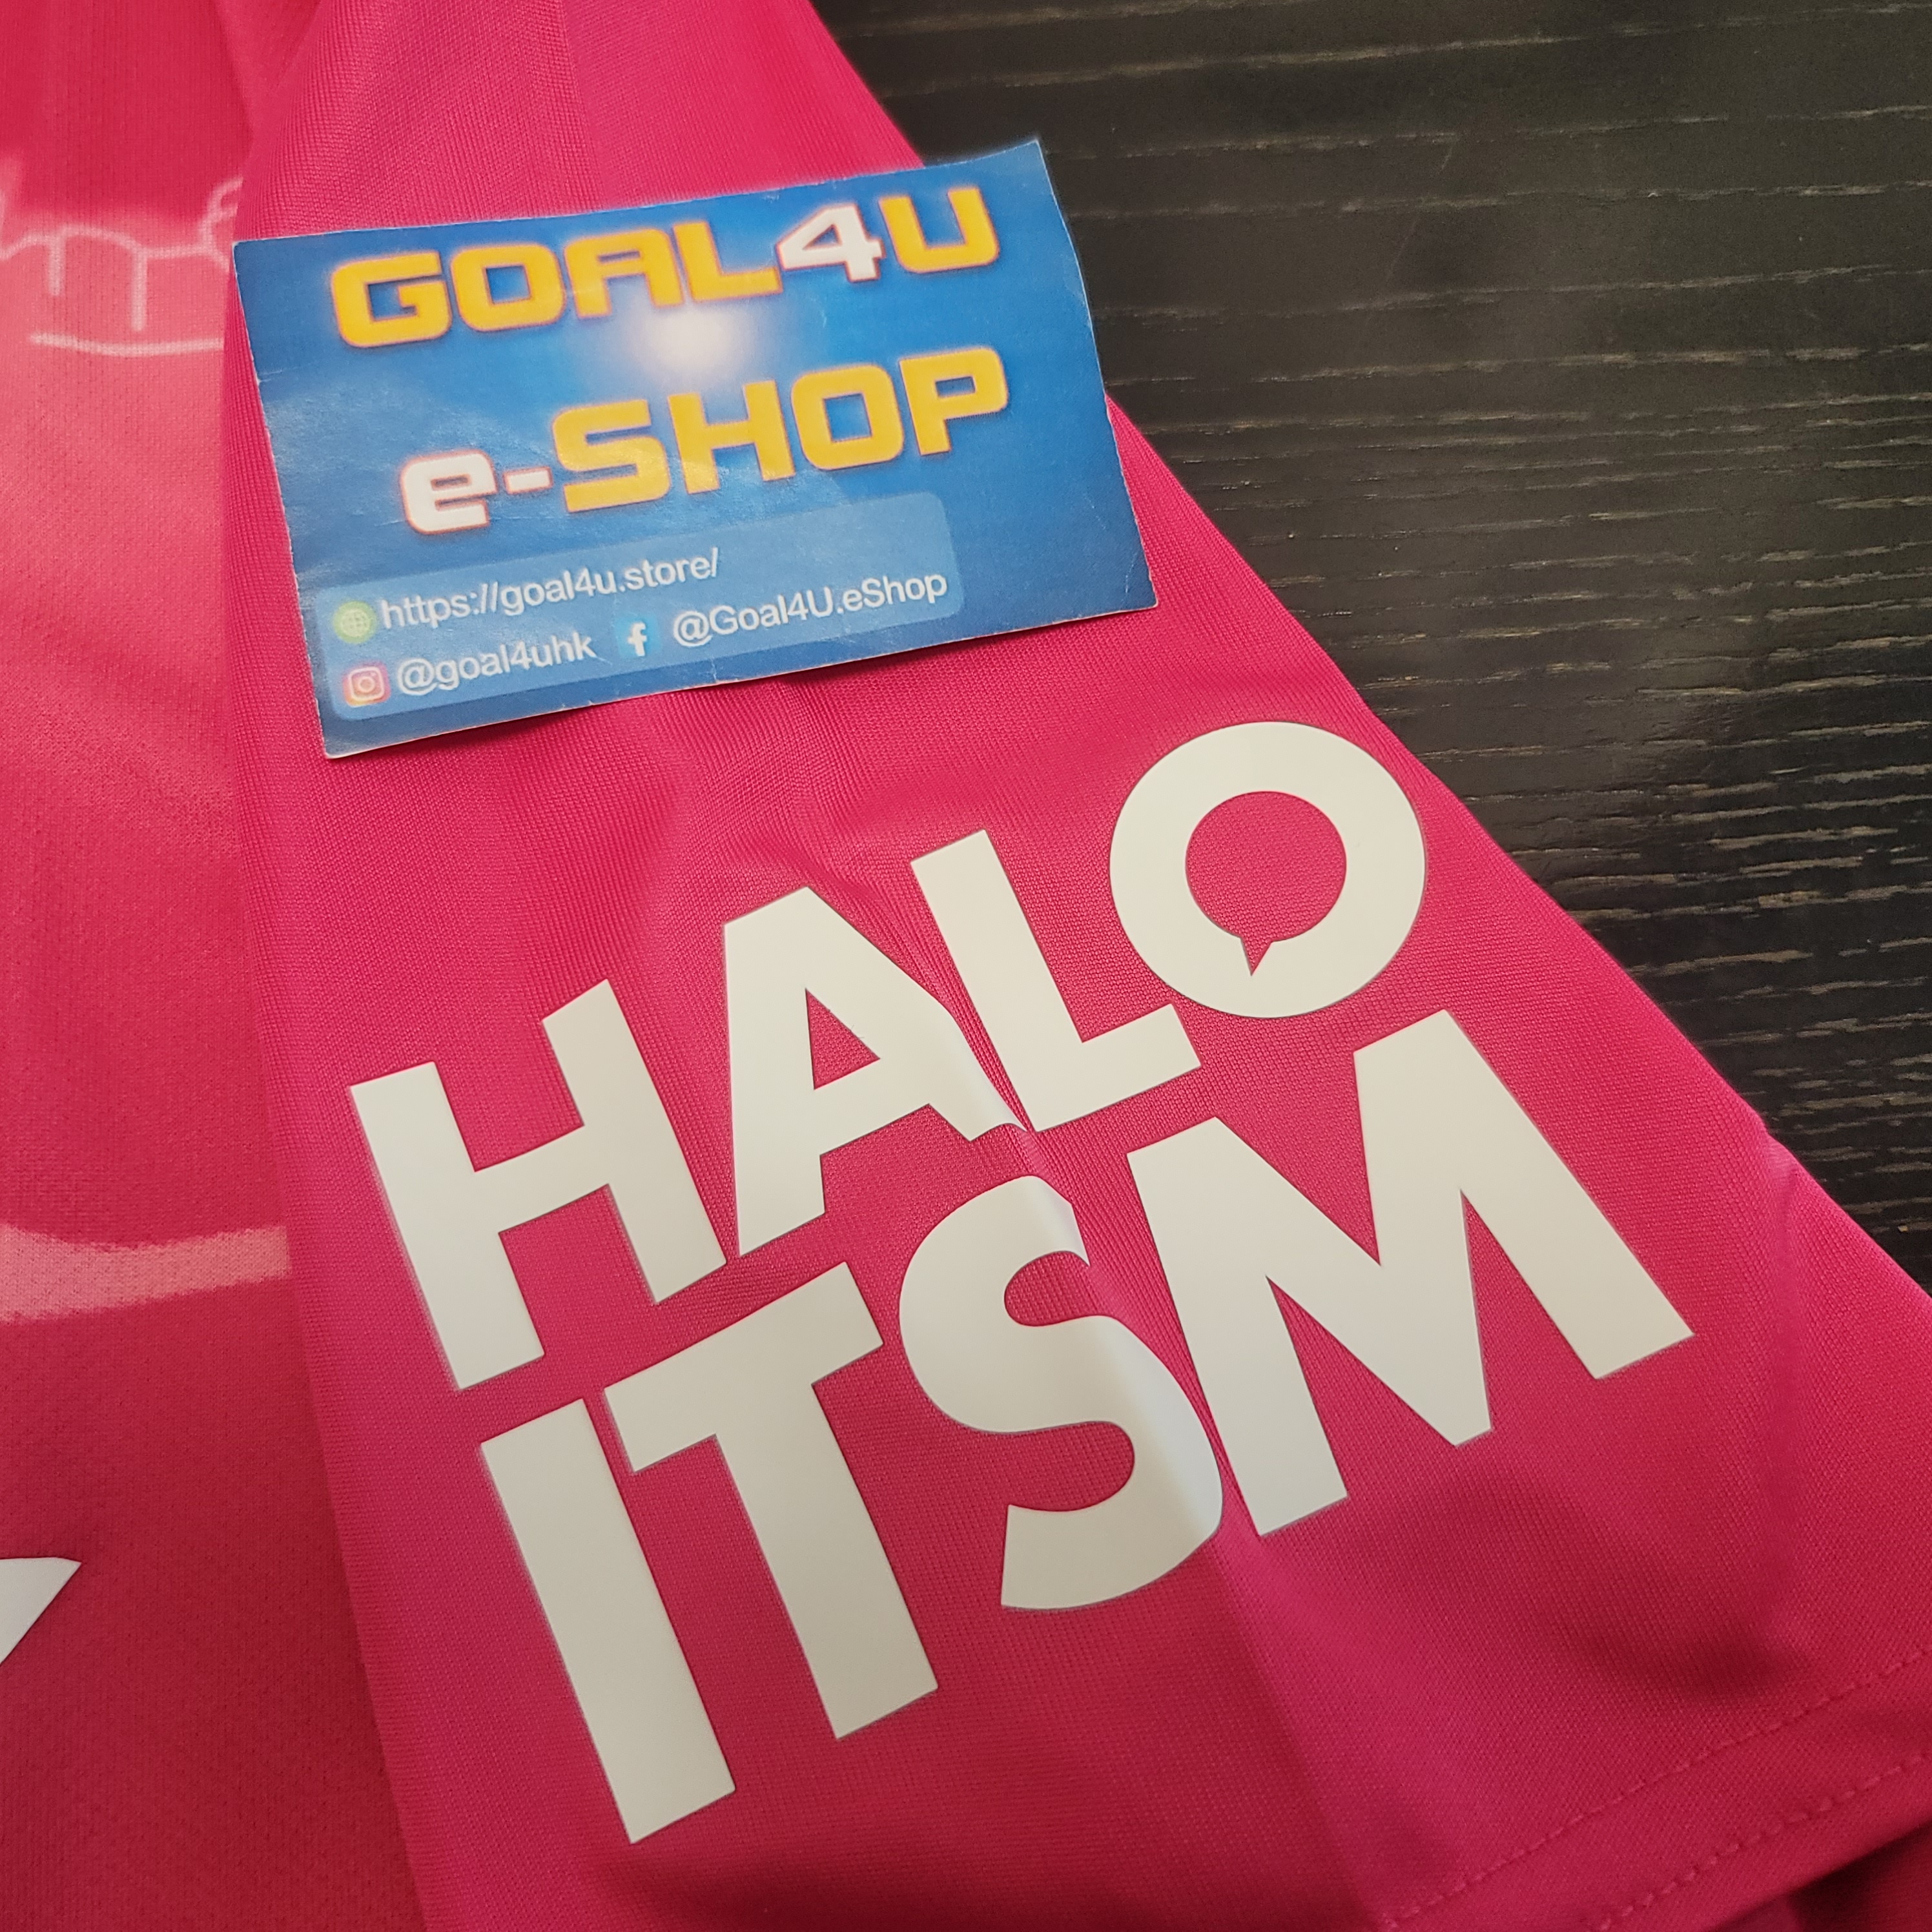 GOAL4U
e-SHOP
https://goal4u.store/
@goal4uhk @Goal4U.eShop
HALO
ITSM